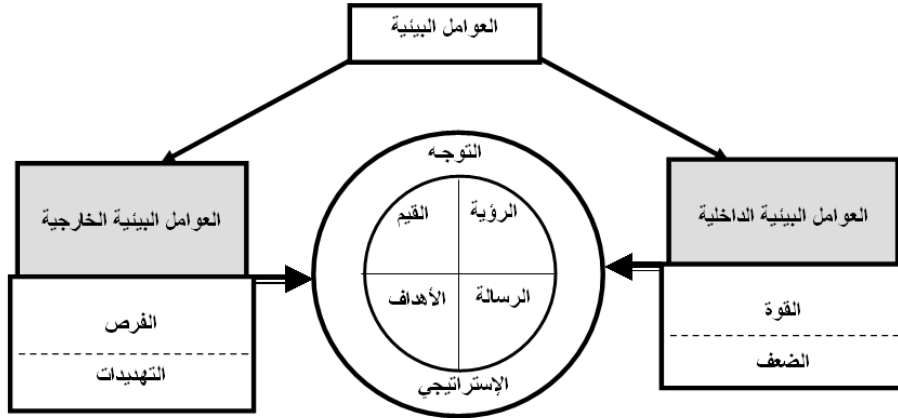 العوامل البيئية
التوجه
العوامل البيئية الداخلية
القوة
الضعف
الرؤية
القيم
الرسالة
الأهداف
الإستراتيجي
العوامل البيئية الخارجية
الفرص
التهديدات